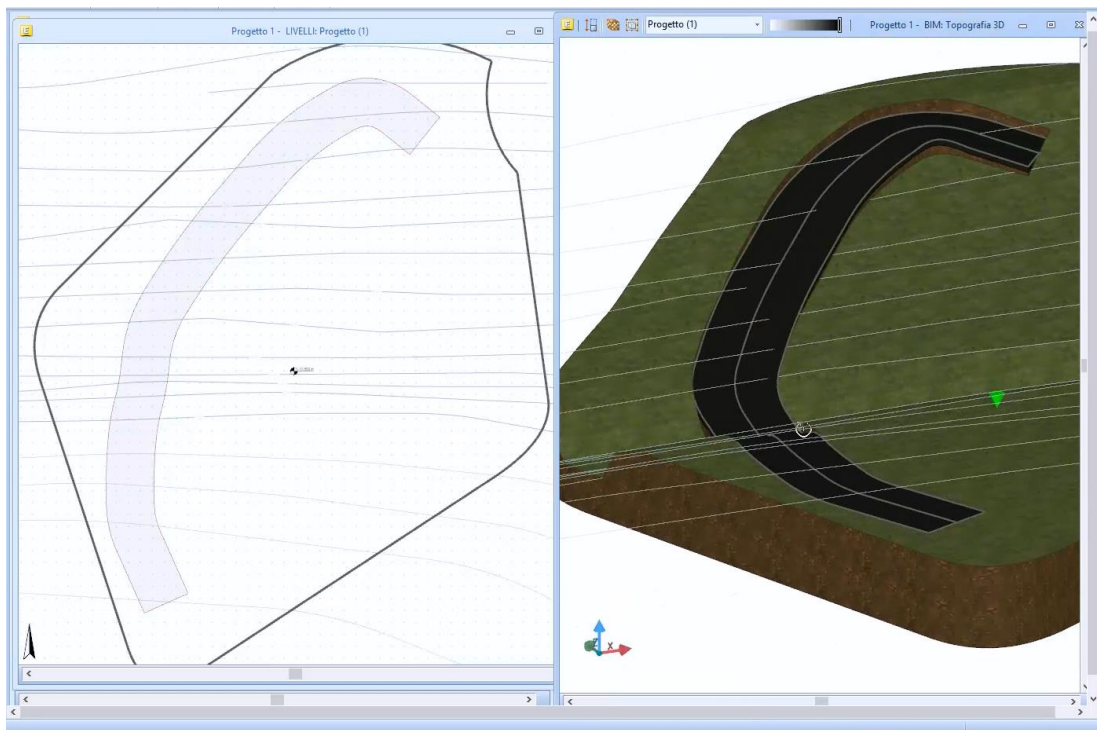 Progetto 1 - LIVELLI: Progetto (1)
Progetto (1)
Progetto 1 - BIM: Topografia 3D
X